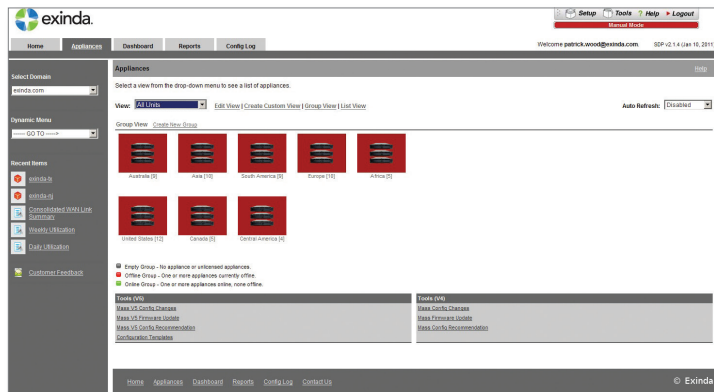 exinda.
Setup Tools ? Help Logout
Manual Mode
Home Appliances Dashboard Reports Config Log
Welcome patrick.wood@exinda.com. SDP v2.1.4 (Jan 10, 2011
Select Domain
exinda.com
Dynamic Menu
----- GO TO ---->
Recent Items
exinda-nj
Consolidated WAN Link Summary
Weekly Utilization
Daily Utilization
Customer Feedback
Appliances Help
Select a view from the drop-down menu to see a list of appliances.
View: All Units Edit View | Create Custom View | Group View | List View Auto Refresh: Disabled
Group View Create New Group
Australia [9] Asia [18] South America [9] Europe [18] Africa [5]
United States [12] Canada [5] Central America [4]
Empty Group - No appliance or unlicensed appliances.
Offline Group - One or more appliances currently offline.
Online Group - One or more appliances online, none offline.
Tools (V5)
Mass V5 Config Changes
Mass V5 Firmware Update
Mass V5 Config Recommendation
Configuration Templates
Tools (V4)
Mass Config Changes
Mass Firmware Update
Mass Config Recommendation
Home Appliances Dashboard Reports Config Log Contact Us
© Exinda